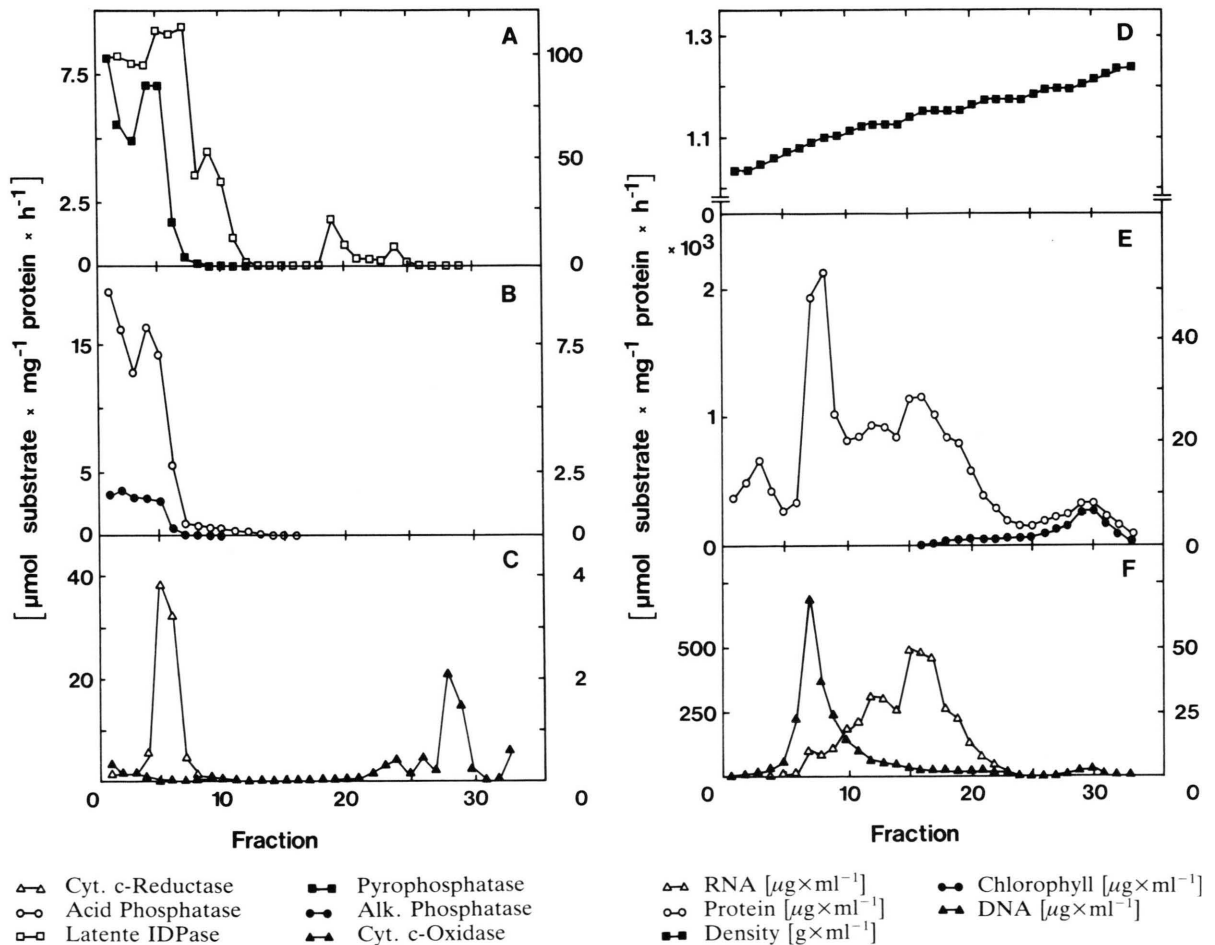 A
7.5
2.5
0
100
50
0
B
15
5
0
7.5
2.5
0
C
40
20
4
2
0
0 10 20 30
Fraction
[ µmol substrate × mg⁻¹ protein × h⁻¹ ]
D
1.3
1.1
0
E
× 10³
2
1
0
40
20
0
F
500
250
0
50
25
0
10 20 30
Fraction
[ µmol substrate × mg⁻¹ protein × h⁻¹ ]
Cyt. c-Reductase
Acid Phosphatase
Latente IDPase
Pyrophosphatase
Alk. Phosphatase
Cyt. c-Oxidase
RNA [µg×ml⁻¹]
Protein [µg×ml⁻¹]
Density [g×ml⁻¹]
Chlorophyll [µg×ml⁻¹]
DNA [µg×ml⁻¹]